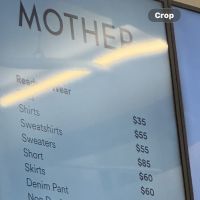 MOTHER
Crop
Shirts
Sweatshirts $35
Sweaters $55
Short $55
Skirts $85
Denim Pant $60
$60